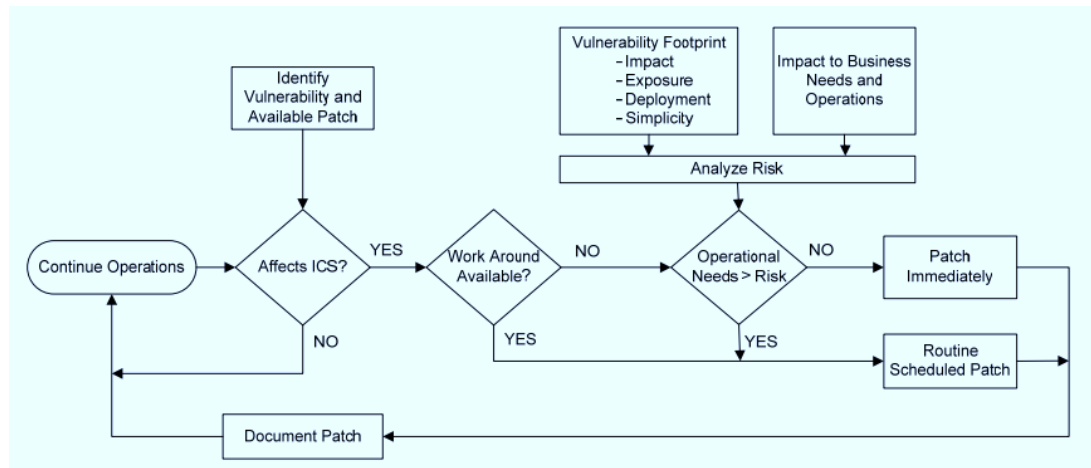 Identify
Vulnerability and
Available Patch
Vulnerability Footprint
- Impact
- Exposure
- Deployment
- Simplicity
Impact to Business
Needs and
Operations
Analyze Risk
Continue Operations
Affects ICS?
YES
NO
Work Around
Available?
NO
YES
Operational
Needs > Risk
NO
YES
Patch
Immediately
Routine
Scheduled Patch
Document Patch